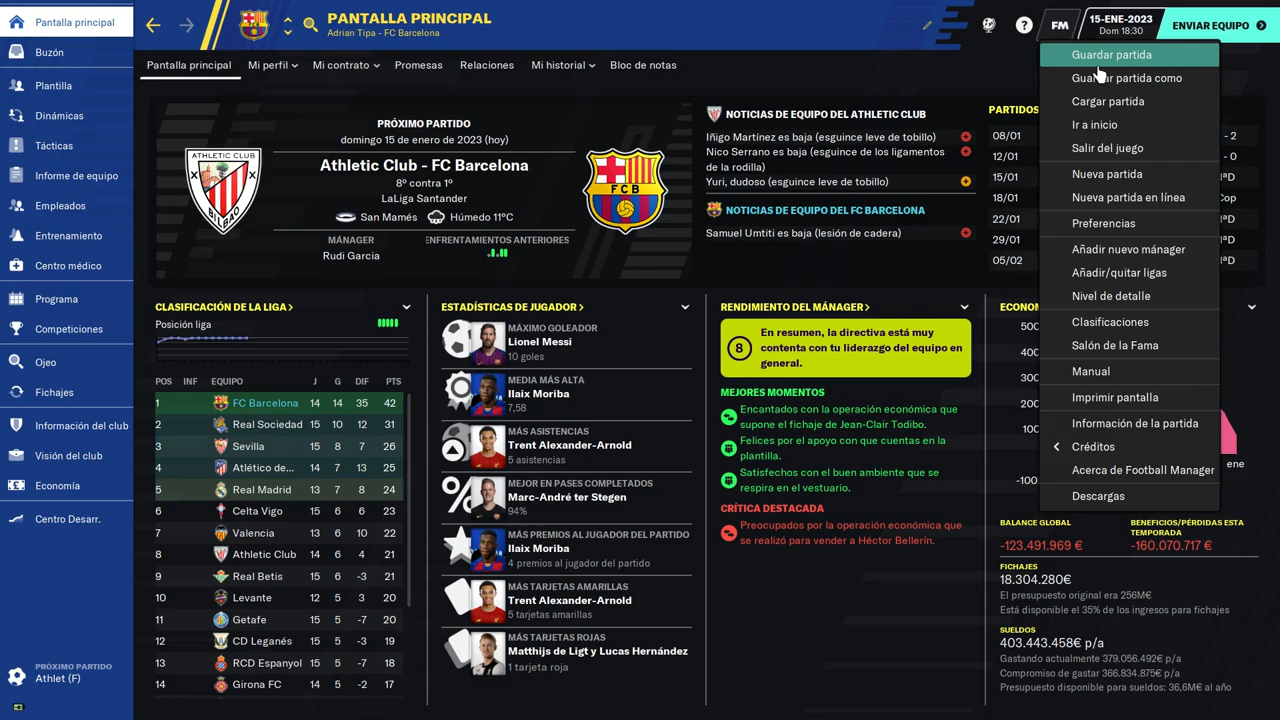 Pantalla principal
Buzón
Plantilla
Dinámicas
Tácticas
Informe de equipo
Empleados
Entrenamiento
Centro médico
Programa
Competiciones
Ojeo
Fichajes
Información del club
Visión del club
Economía
Centro Desarr.
PRÓXIMO PARTIDO
Athlet (F)
PANTALLA PRINCIPAL
Adrian Tipa - FC Barcelona
FM
15-ENE-2023
Dom 18:30
ENVIAR EQUIPO
Pantalla principal
Mi perfil
Mi contrato
Promesas
Relaciones
Mi historial
Bloc de notas
PRÓXIMO PARTIDO
domingo 15 de enero de 2023 (hoy)
ATHLETIC CLUB
BILBAO
FCB
Athletic Club - FC Barcelona
8º contra 1º
LaLiga Santander
San Mamés
Húmedo 11ºC
MÁNAGER
Rudi Garcia
ENFRENTAMIENTOS ANTERIORES
NOTICIAS DE EQUIPO DEL ATHLETIC CLUB
Iñigo Martínez es baja (esguince leve de tobillo)
Nico Serrano es baja (esguince de los ligamentos
de la rodilla)
Yuri, dudoso (esguince leve de tobillo)
NOTICIAS DE EQUIPO DEL FC BARCELONA
Samuel Umtiti es baja (lesión de cadera)
PARTIDOS
08/01 - 2
12/01 - 0
15/01 ªD
18/01 Cop
22/01 ªD
29/01 ªD
05/02 ªD
Guardar partida
Guardar partida como
Cargar partida
Ir a inicio
Salir del juego
Nueva partida
Nueva partida en línea
Preferencias
Añadir nuevo mánager
Añadir/quitar ligas
Nivel de detalle
Clasificaciones
Salón de la Fama
Manual
Imprimir pantalla
Información de la partida
Créditos
Acerca de Football Manager
Descargas
CLASIFICACIÓN DE LA LIGA
Posición liga
POS INF EQUIPO J G DIF PTS
1 FC Barcelona 14 14 35 42
2 Real Sociedad 15 10 12 31
3 Sevilla 15 8 7 26
4 Atlético de... 14 7 13 25
5 Real Madrid 13 7 8 24
6 Celta Vigo 15 6 6 23
7 Valencia 13 6 10 22
8 Athletic Club 14 6 4 21
9 Real Betis 15 6 -3 21
10 Levante 12 5 3 20
11 Getafe 15 5 -7 20
12 CD Leganés 15 5 -3 19
13 RCD Espanyol 15 5 -7 18
14 Girona FC 14 5 -2 17
ESTADÍSTICAS DE JUGADOR
MÁXIMO GOLEADOR
Lionel Messi
10 goles
MEDIA MÁS ALTA
Ilaix Moriba
7,58
MÁS ASISTENCIAS
Trent Alexander-Arnold
5 asistencias
MEJOR EN PASES COMPLETADOS
Marc-André ter Stegen
94%
MÁS PREMIOS AL JUGADOR DEL PARTIDO
Ilaix Moriba
4 premios al jugador del partido
MÁS TARJETAS AMARILLAS
Trent Alexander-Arnold
5 tarjetas amarillas
MÁS TARJETAS ROJAS
Matthijs de Ligt y Lucas Hernández
1 tarjeta roja
RENDIMIENTO DEL MÁNAGER
8
En resumen, la directiva está muy
contenta con tu liderazgo del equipo en
general.
MEJORES MOMENTOS
Encantados con la operación económica que
supone el fichaje de Jean-Clair Todibo.
Felices por el apoyo con que cuentas en la
plantilla.
Satisfechos con el buen ambiente que se
respira en el vestuario.
CRÍTICA DESTACADA
Preocupados por la operación económica que
se realizó para vender a Héctor Bellerín.
ECONO
500
400
300
200
100
-100
ene
BALANCE GLOBAL
-123.491.969 €
BENEFICIOS/PÉRDIDAS ESTA
TEMPORADA
-160.070.717 €
FICHAJES
18.304.280€
El presupuesto original era 256M€
Está disponible el 35% de los ingresos para fichajes
SUELDOS
403.443.458€ p/a
Gastando actualmente 379.056.492€ p/a
Compromiso de gastar 366.834.875€ p/a
Presupuesto disponible para sueldos: 36,6M€ al año